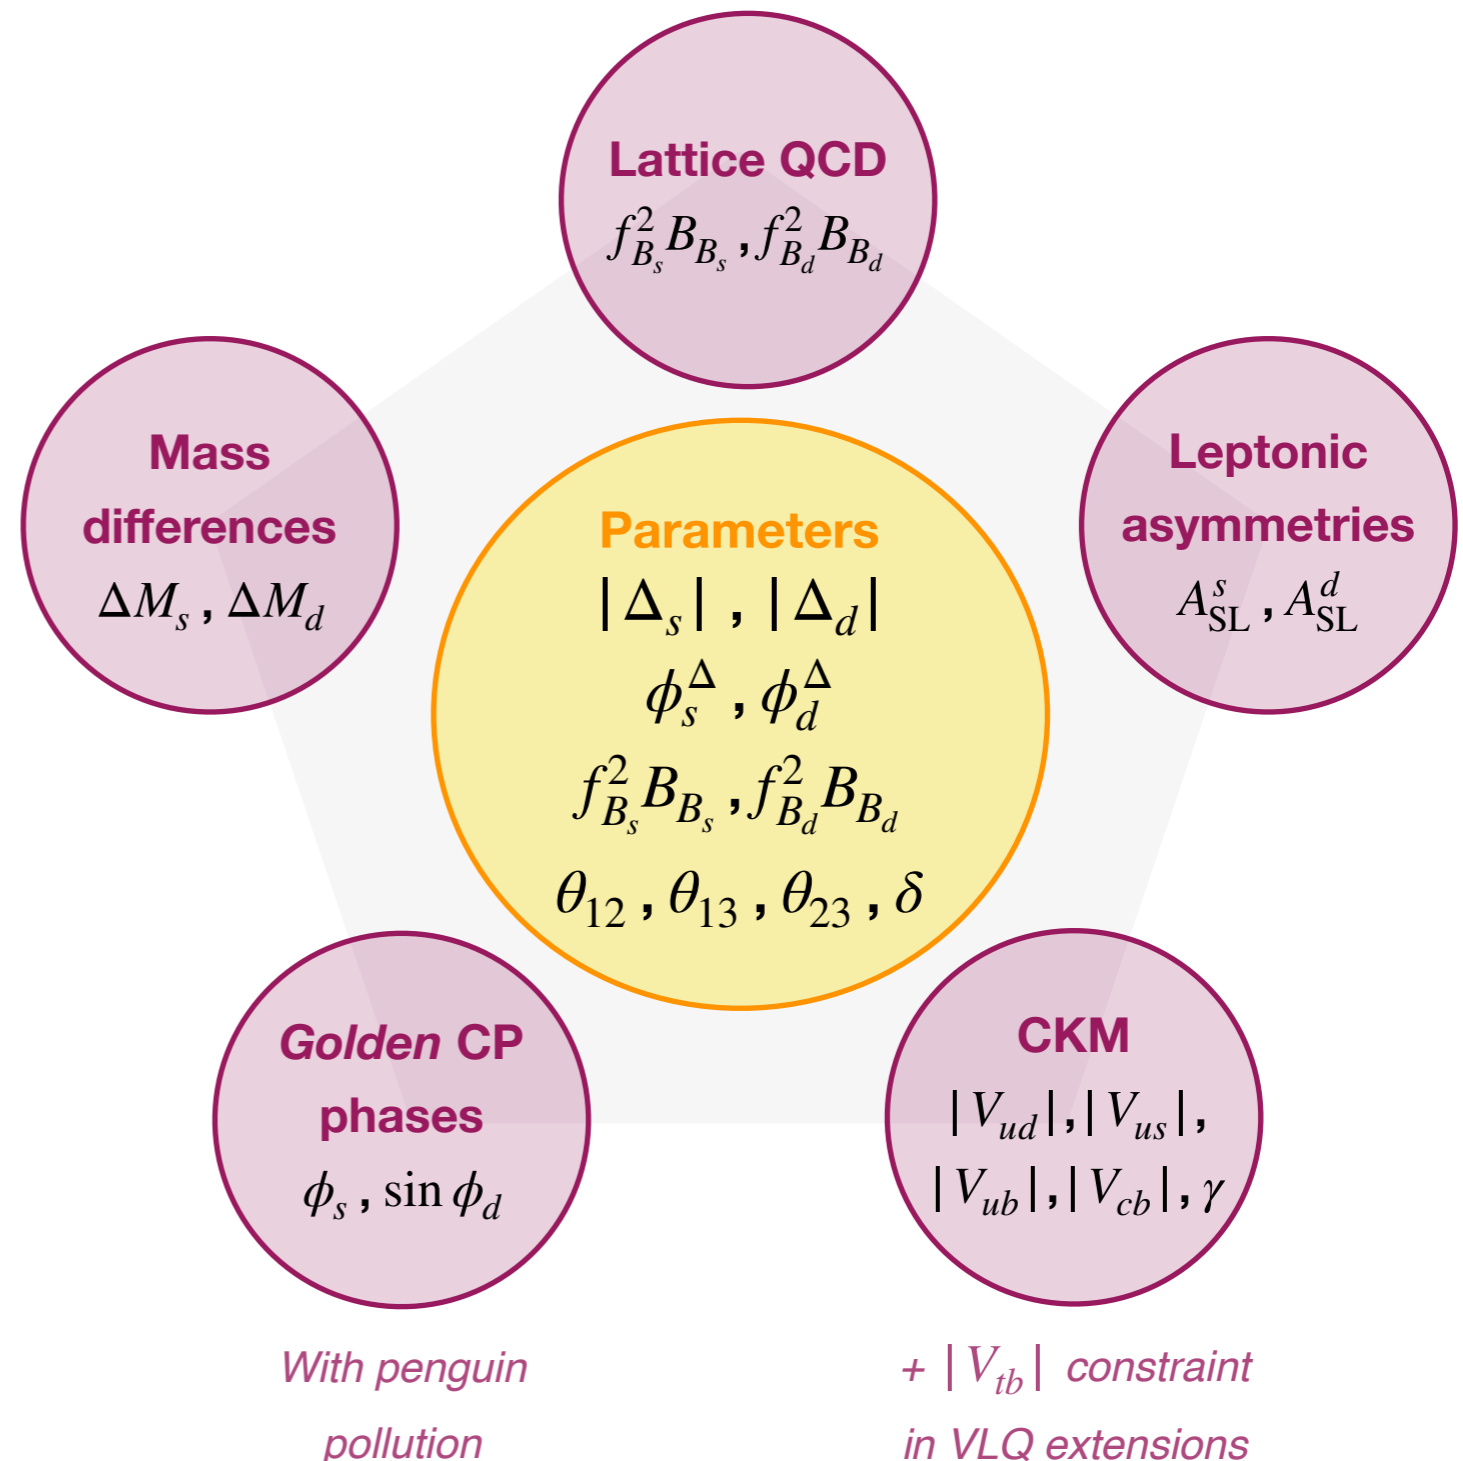 Lattice QCD
f²_{B_s} B_{B_s} , f²_{B_d} B_{B_d}
Mass
differences
ΔM_s , ΔM_d
Leptonic
asymmetries
A^s_{SL} , A^d_{SL}
Parameters
|Δ_s| , |Δ_d|
ϕ^Δ_s , ϕ^Δ_d
f²_{B_s} B_{B_s} , f²_{B_d} B_{B_d}
θ_{12} , θ_{13} , θ_{23} , δ
Golden CP
phases
ϕ_s , sin ϕ_d
With penguin
pollution
CKM
|V_{ud}|, |V_{us}|,
|V_{ub}|, |V_{cb}|, γ
+ |V_{tb}| constraint
in VLQ extensions